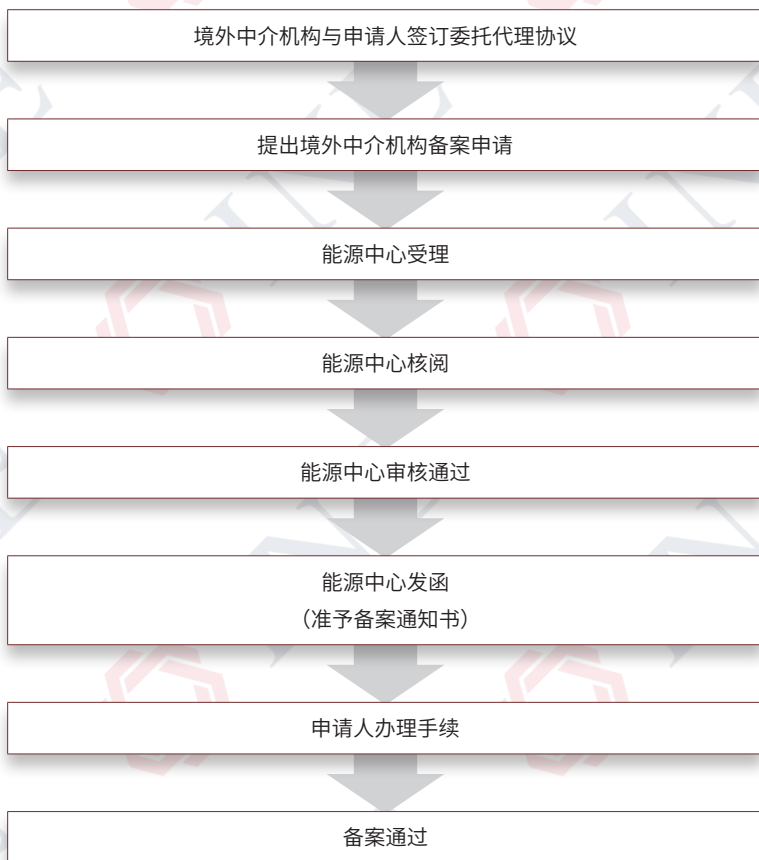 境外中介机构与申请人签订委托代理协议
提出境外中介机构备案申请
能源中心受理
能源中心核阅
能源中心审核通过
能源中心发函
（准予备案通知书）
申请人办理手续
备案通过